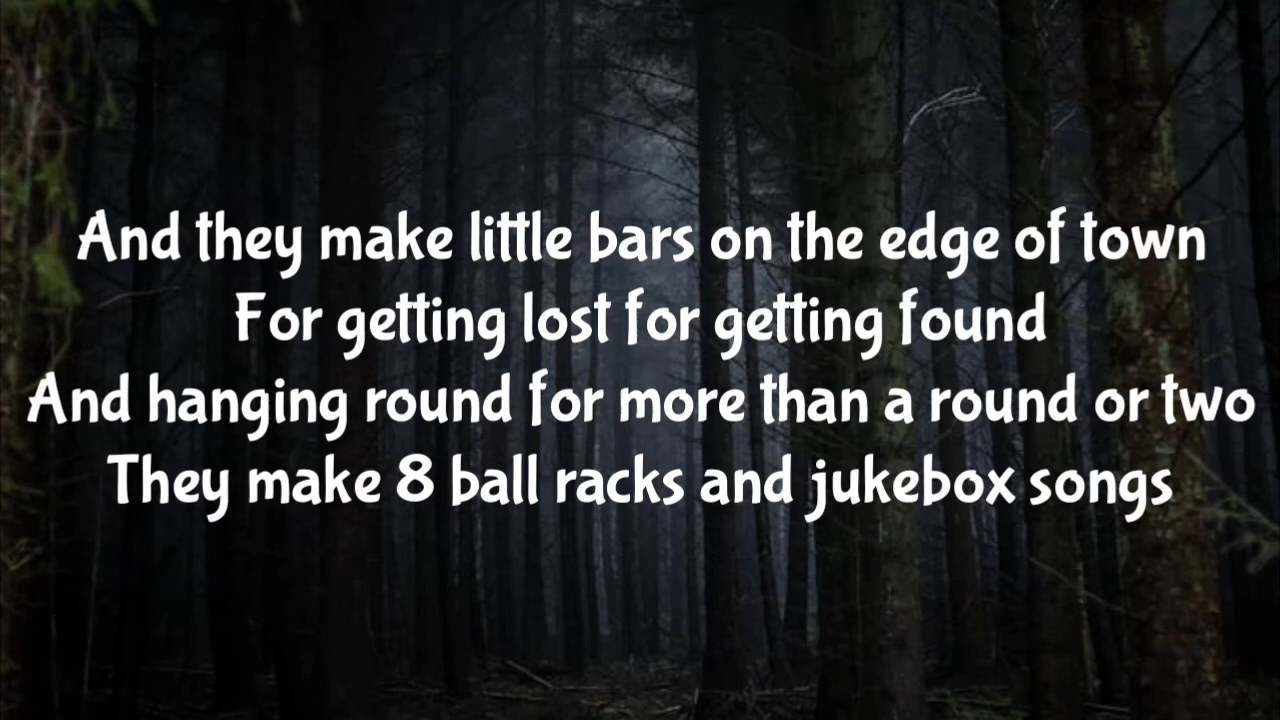 And they make little bars on the edge of town
For getting lost for getting found
And hanging round for more than a round or two
They make 8 ball racks and jukebox songs